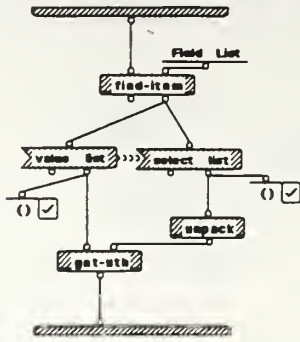 Field List
find-item
value list >>> select list
() ✓
() ✓
unpack
get-nth